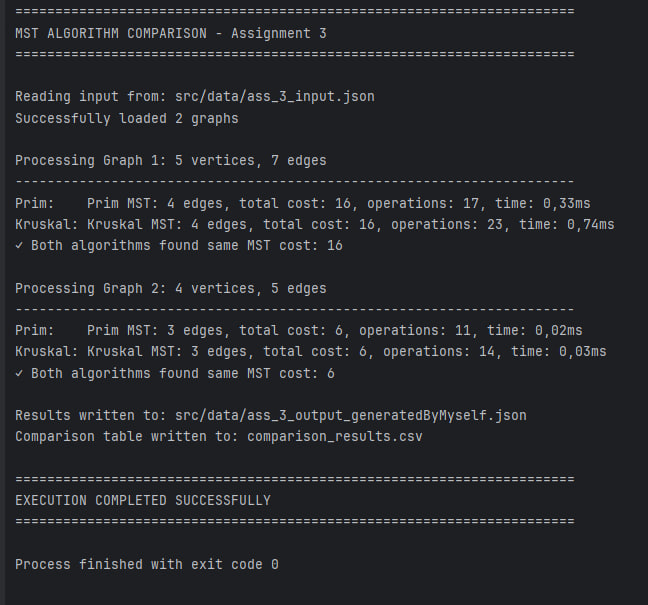 ======================================================================
MST ALGORITHM COMPARISON - Assignment 3
======================================================================
Reading input from: src/data/ass_3_input.json
Successfully loaded 2 graphs
Processing Graph 1: 5 vertices, 7 edges
----------------------------------------------------------------------
Prim:    Prim MST: 4 edges, total cost: 16, operations: 17, time: 0,33ms
Kruskal: Kruskal MST: 4 edges, total cost: 16, operations: 23, time: 0,74ms
✓ Both algorithms found same MST cost: 16
Processing Graph 2: 4 vertices, 5 edges
----------------------------------------------------------------------
Prim:    Prim MST: 3 edges, total cost: 6, operations: 11, time: 0,02ms
Kruskal: Kruskal MST: 3 edges, total cost: 6, operations: 14, time: 0,03ms
✓ Both algorithms found same MST cost: 6
Results written to: src/data/ass_3_output_generatedByMyself.json
Comparison table written to: comparison_results.csv
======================================================================
EXECUTION COMPLETED SUCCESSFULLY
======================================================================
Process finished with exit code 0